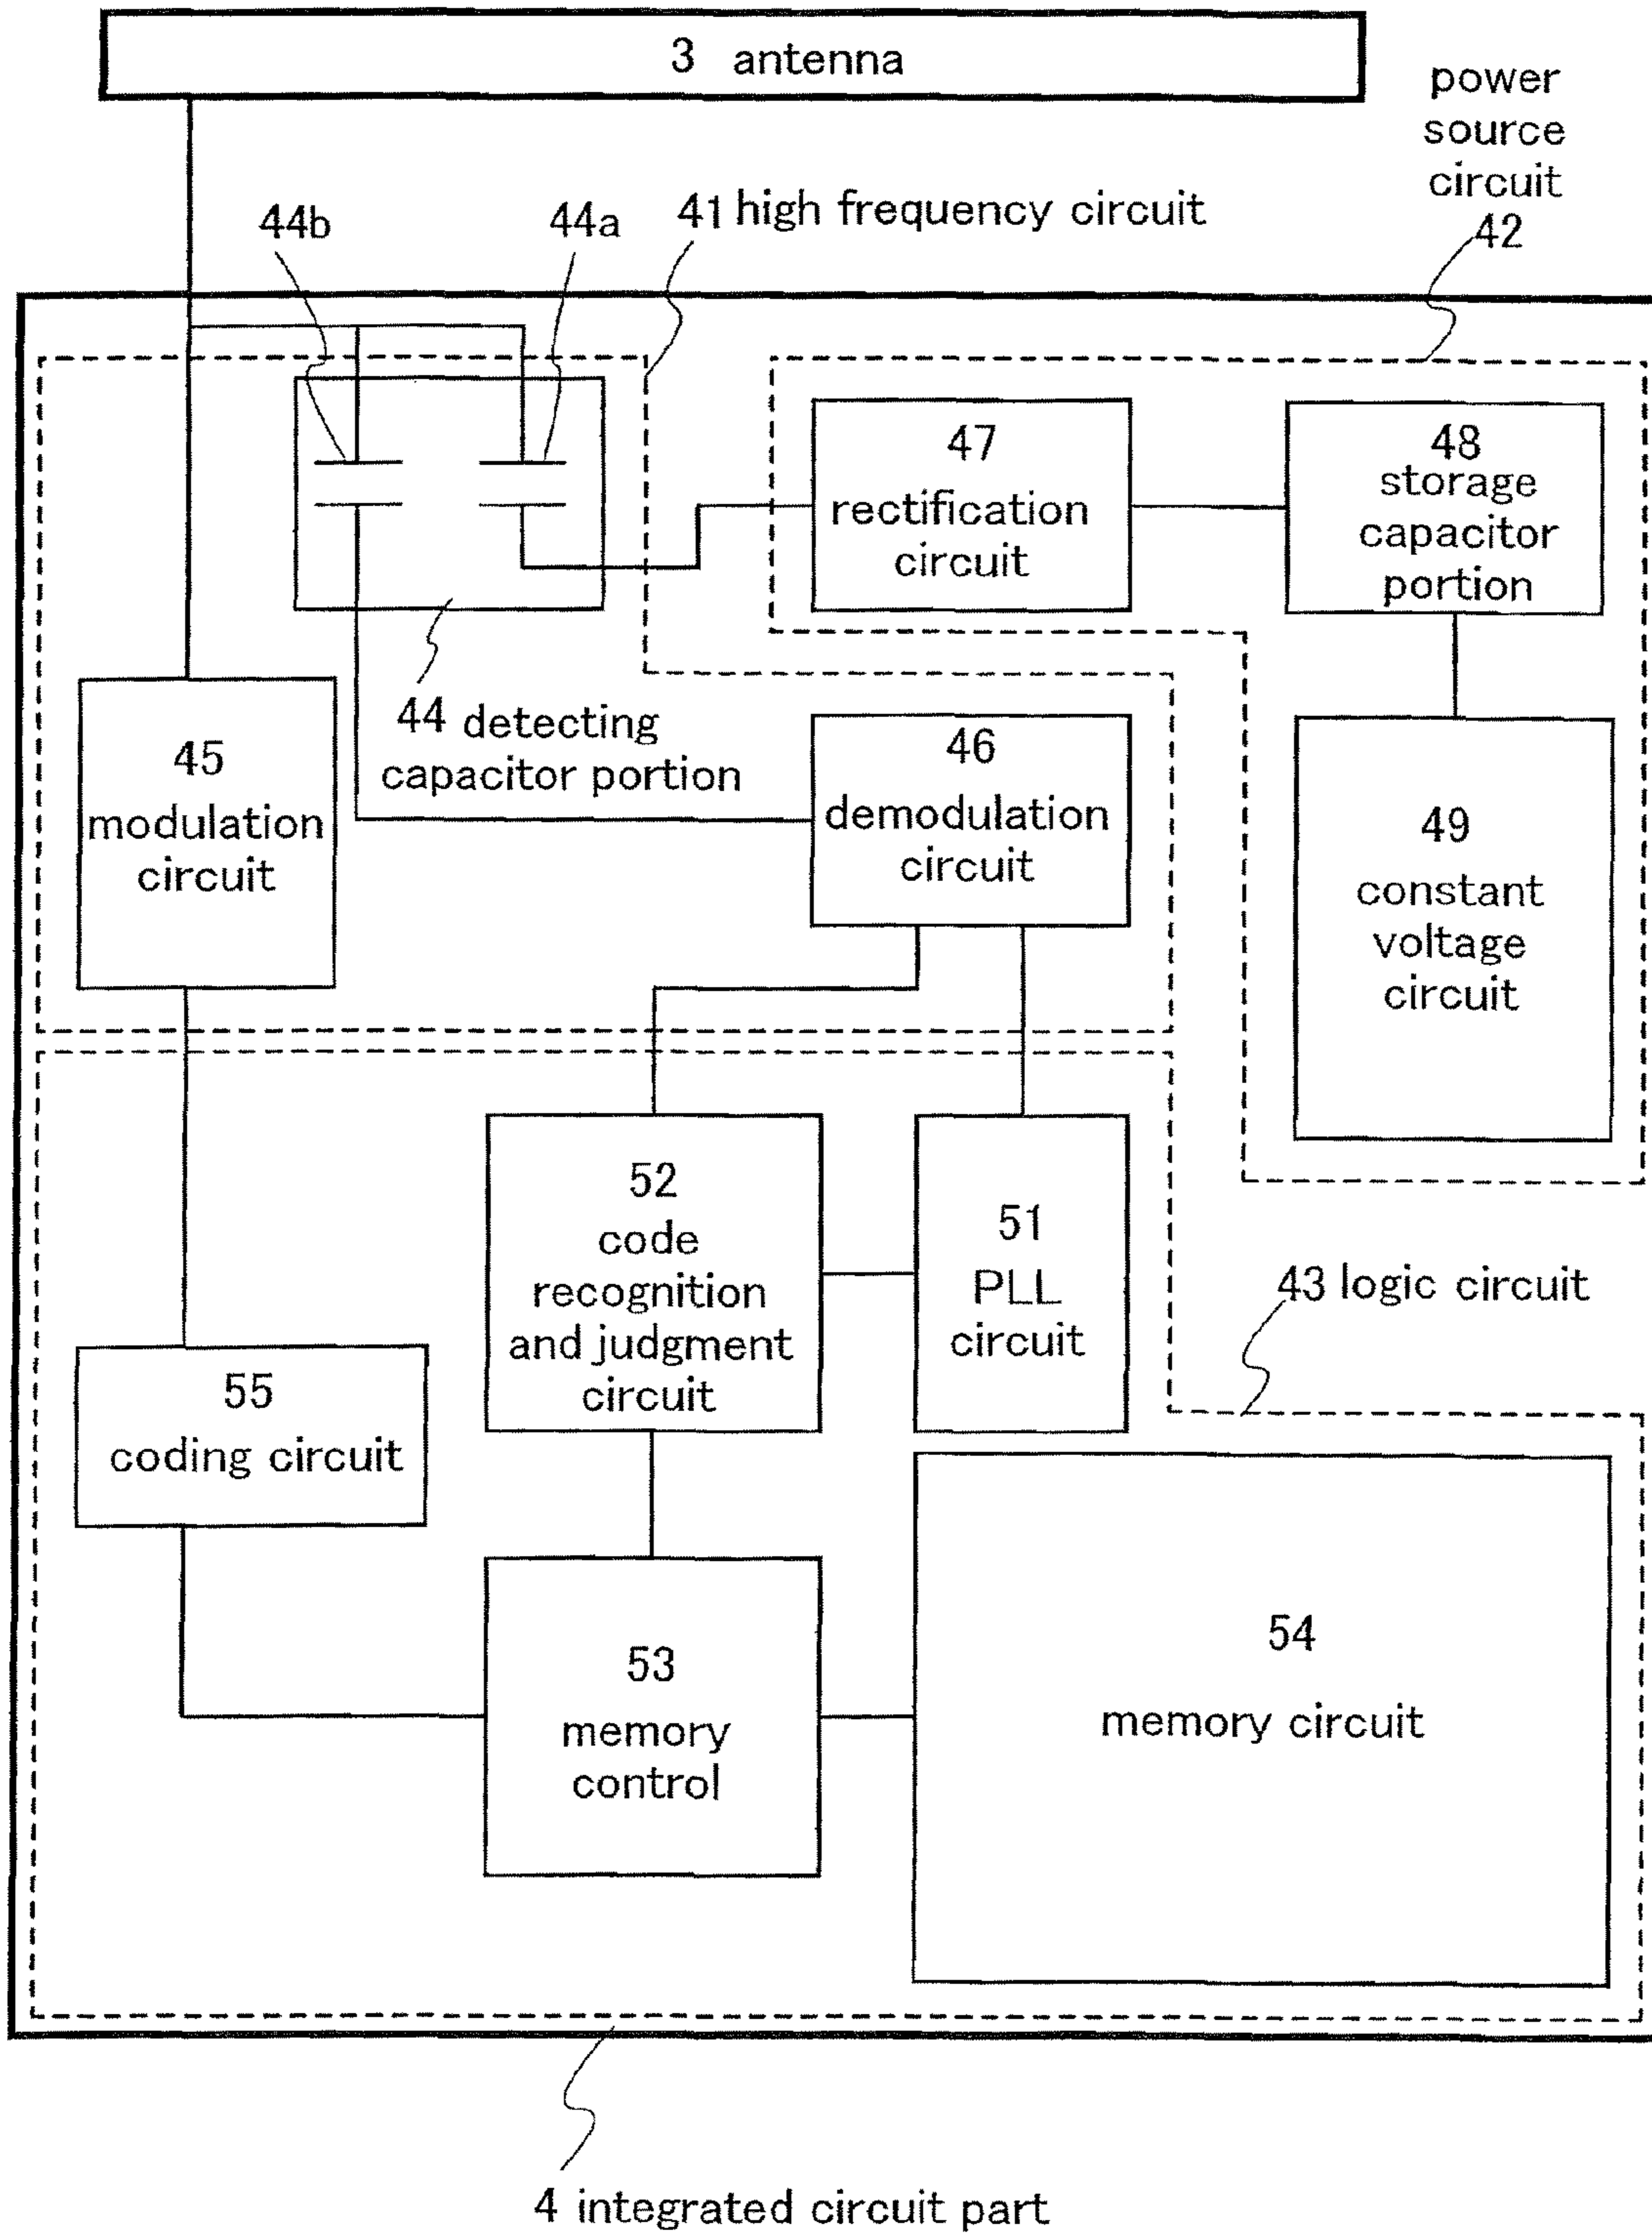 3 antenna
power
source
circuit
42
44b
44a
41 high frequency circuit
47
rectification
circuit
48
storage
capacitor
portion
44 detecting
capacitor portion
45
modulation
circuit
46
demodulation
circuit
49
constant
voltage
circuit
52
code
recognition
and judgment
circuit
51
PLL
circuit
43 logic circuit
55
coding circuit
53
memory
control
54
memory circuit
4 integrated circuit part